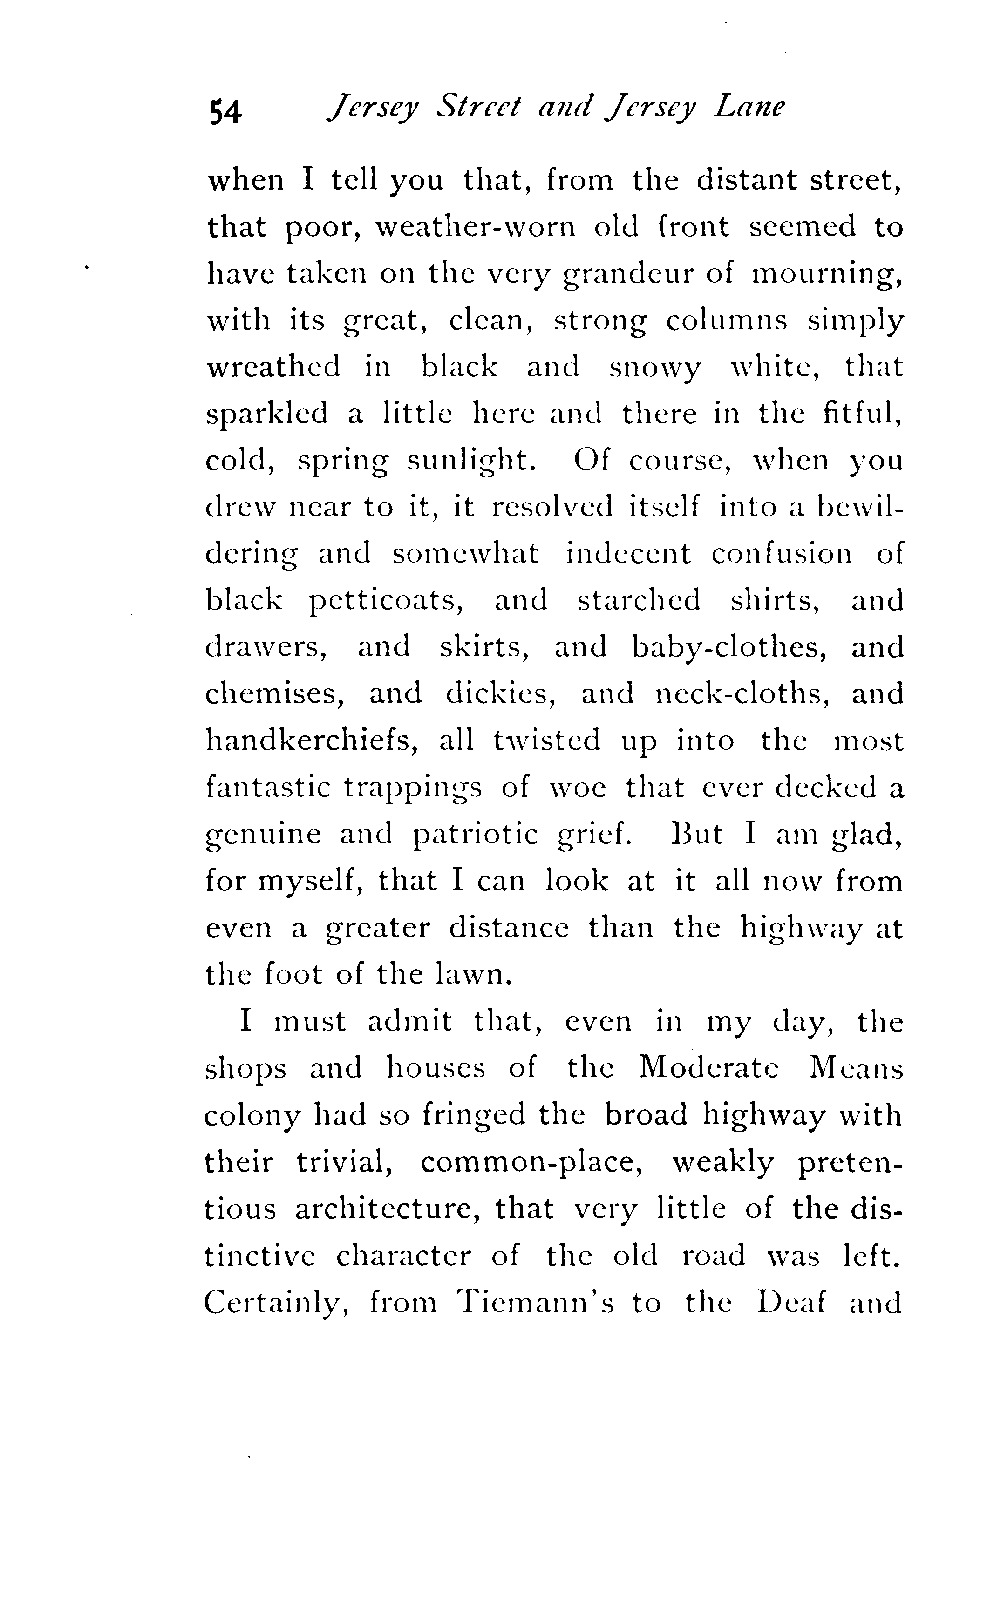 54 Jersey Street and Jersey Lane
when I tell you that, from the distant street,
that poor, weather-worn old front seemed to
have taken on the very grandeur of mourning,
with its great, clean, strong columns simply
wreathed in black and snowy white, that
sparkled a little here and there in the fitful,
cold, spring sunlight. Of course, when you
drew near to it, it resolved itself into a bewil-
dering and somewhat indecent confusion of
black petticoats, and starched shirts, and
drawers, and skirts, and baby-clothes, and
chemises, and dickies, and neck-cloths, and
handkerchiefs, all twisted up into the most
fantastic trappings of woe that ever decked a
genuine and patriotic grief. But I am glad,
for myself, that I can look at it all now from
even a greater distance than the highway at
the foot of the lawn.
I must admit that, even in my day, the
shops and houses of the Moderate Means
colony had so fringed the broad highway with
their trivial, common-place, weakly preten-
tious architecture, that very little of the dis-
tinctive character of the old road was left.
Certainly, from Tiemann's to the Deaf and